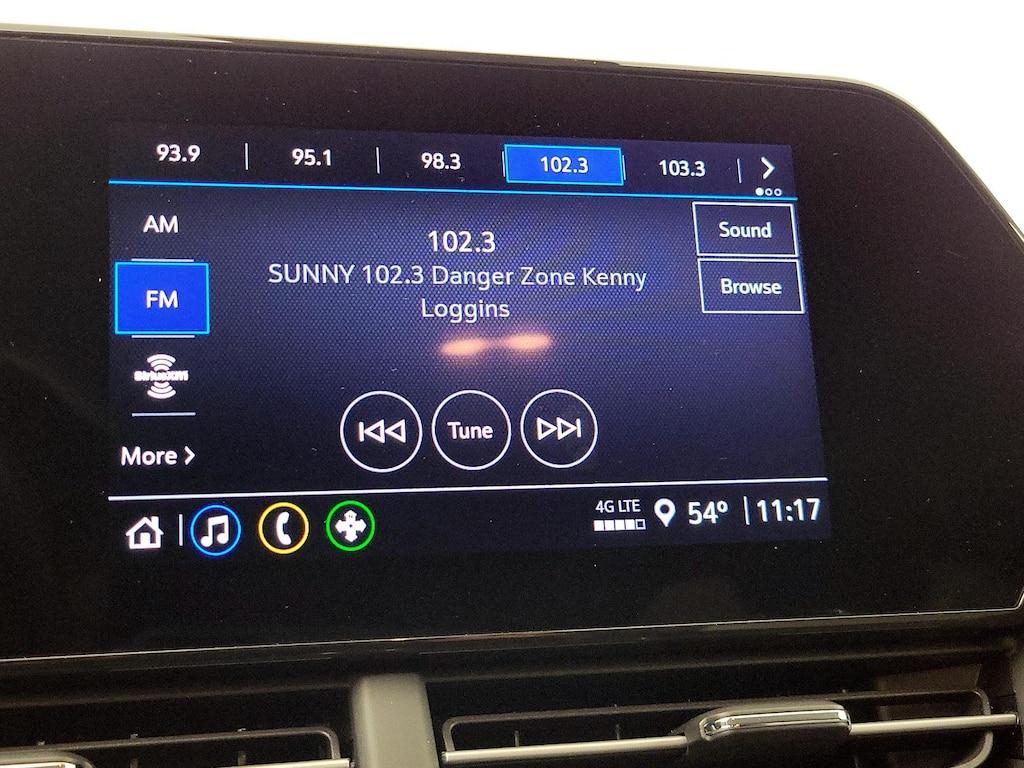 93.9 | 95.1 | 98.3 | 102.3 | 103.3 |
AM
FM
SiriusXM
More
102.3
SUNNY 102.3 Danger Zone Kenny
Loggins
Sound
Browse
Tune
4G LTE
54° | 11:17